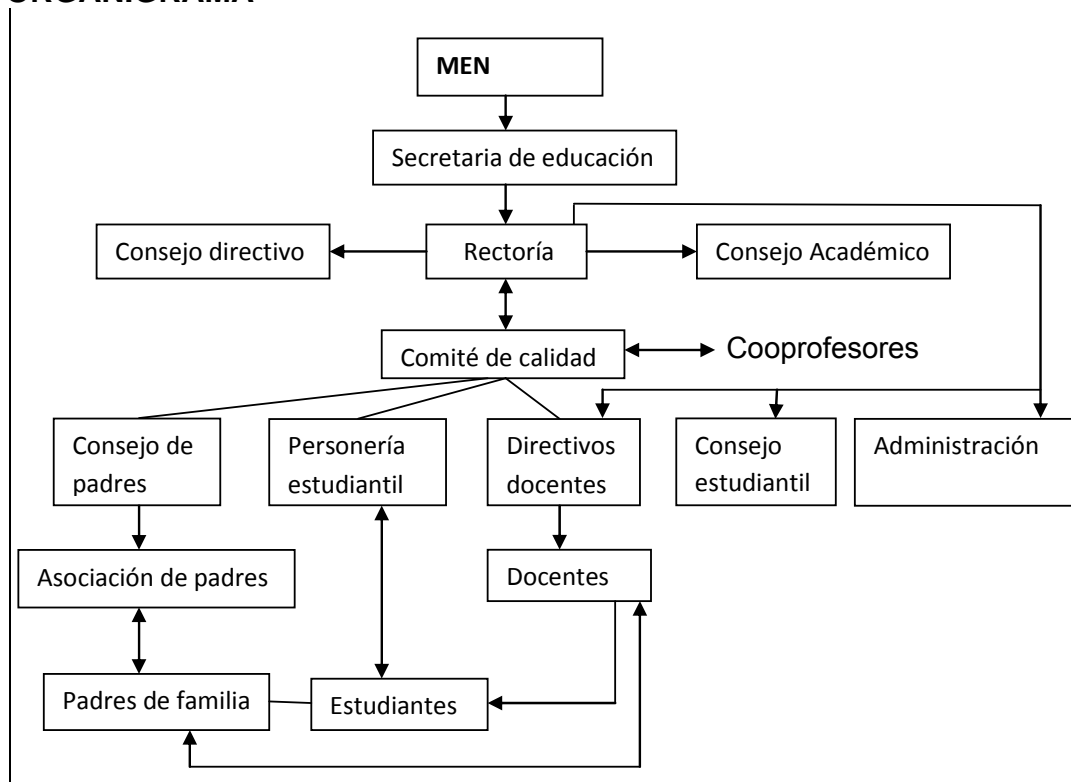 ORGANIGRAMA
MEN
Secretaria de educación
Consejo directivo
Rectoría
Consejo Académico
Comité de calidad
Cooprofesores
Consejo de
padres
Personería
estudiantil
Directivos
docentes
Consejo
estudiantil
Administración
Asociación de padres
Docentes
Padres de familia
Estudiantes